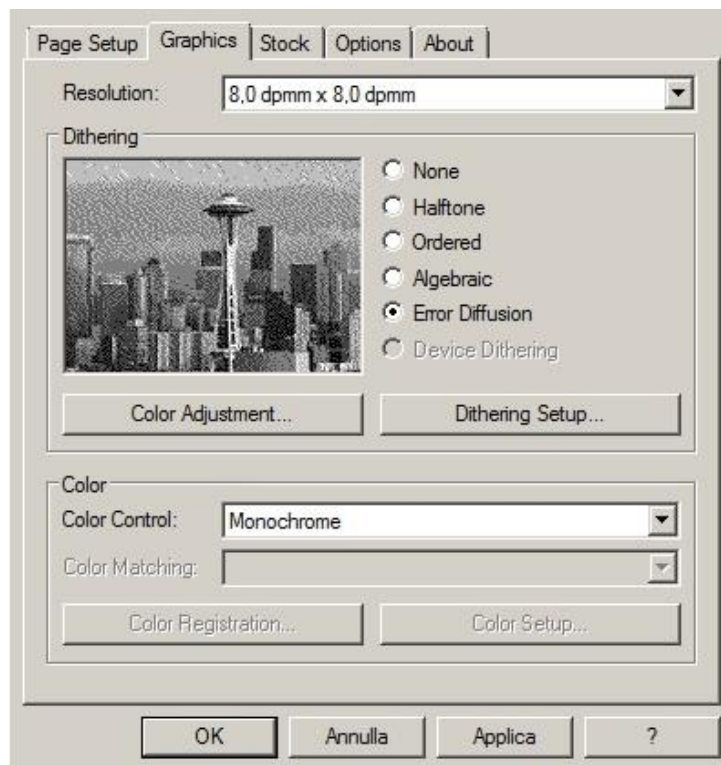 Page Setup Graphics Stock Options About
Resolution: 8,0 dpmm x 8,0 dpmm
Dithering
None
Halftone
Ordered
Algebraic
Error Diffusion
Device Dithering
Color Adjustment... Dithering Setup...
Color
Color Control: Monochrome
Color Matching:
Color Registration... Color Setup...
OK Annulla Applica ?